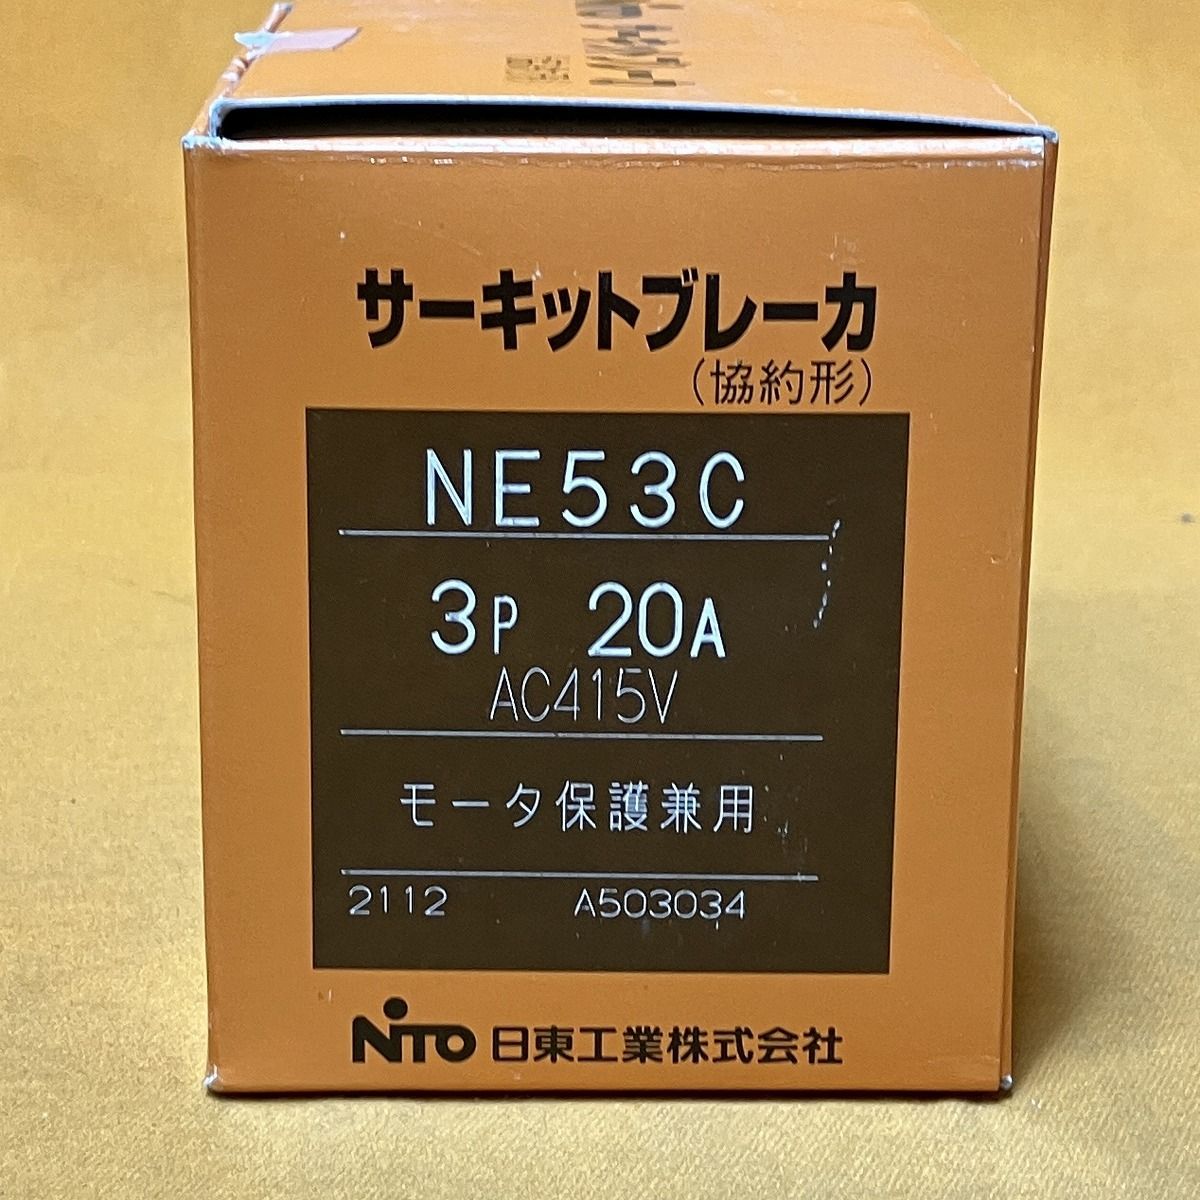 サーキットブレーカ
(協約形)
NE53C
3P 20A
AC415V
モータ保護兼用
2112 A503034
NITO 日東工業株式会社